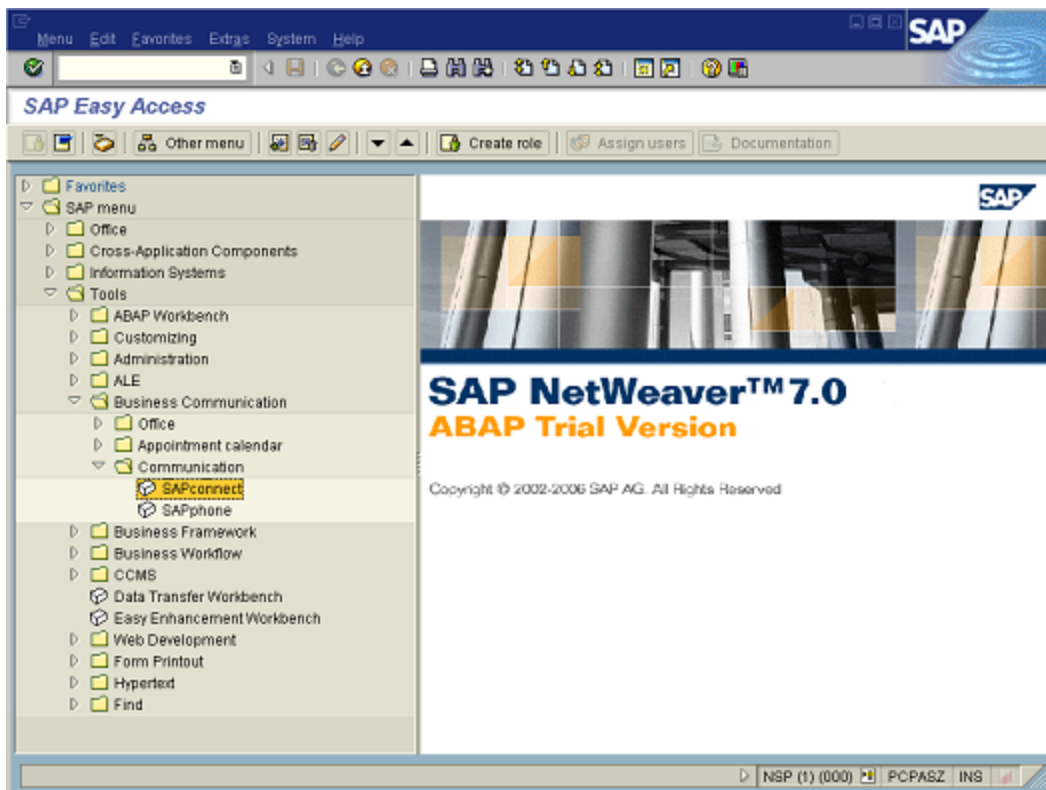 SAP
Menu Edit Favorites Extras System Help
SAP Easy Access
Other menu Create role Assign users Documentation
Favorites
SAP menu
Office
Cross-Application Components
Information Systems
Tools
ABAP Workbench
Customizing
Administration
ALE
Business Communication
Office
Appointment calendar
Communication
SAPconnect
SAPphone
Business Framework
Business Workflow
CCMS
Data Transfer Workbench
Easy Enhancement Workbench
Web Development
Form Printout
Hypertext
Find
SAP
SAP NetWeaver™ 7.0
ABAP Trial Version
Copyright © 2002-2006 SAP AG. All Rights Reserved
NSP (1) (000) PCPASZ INS